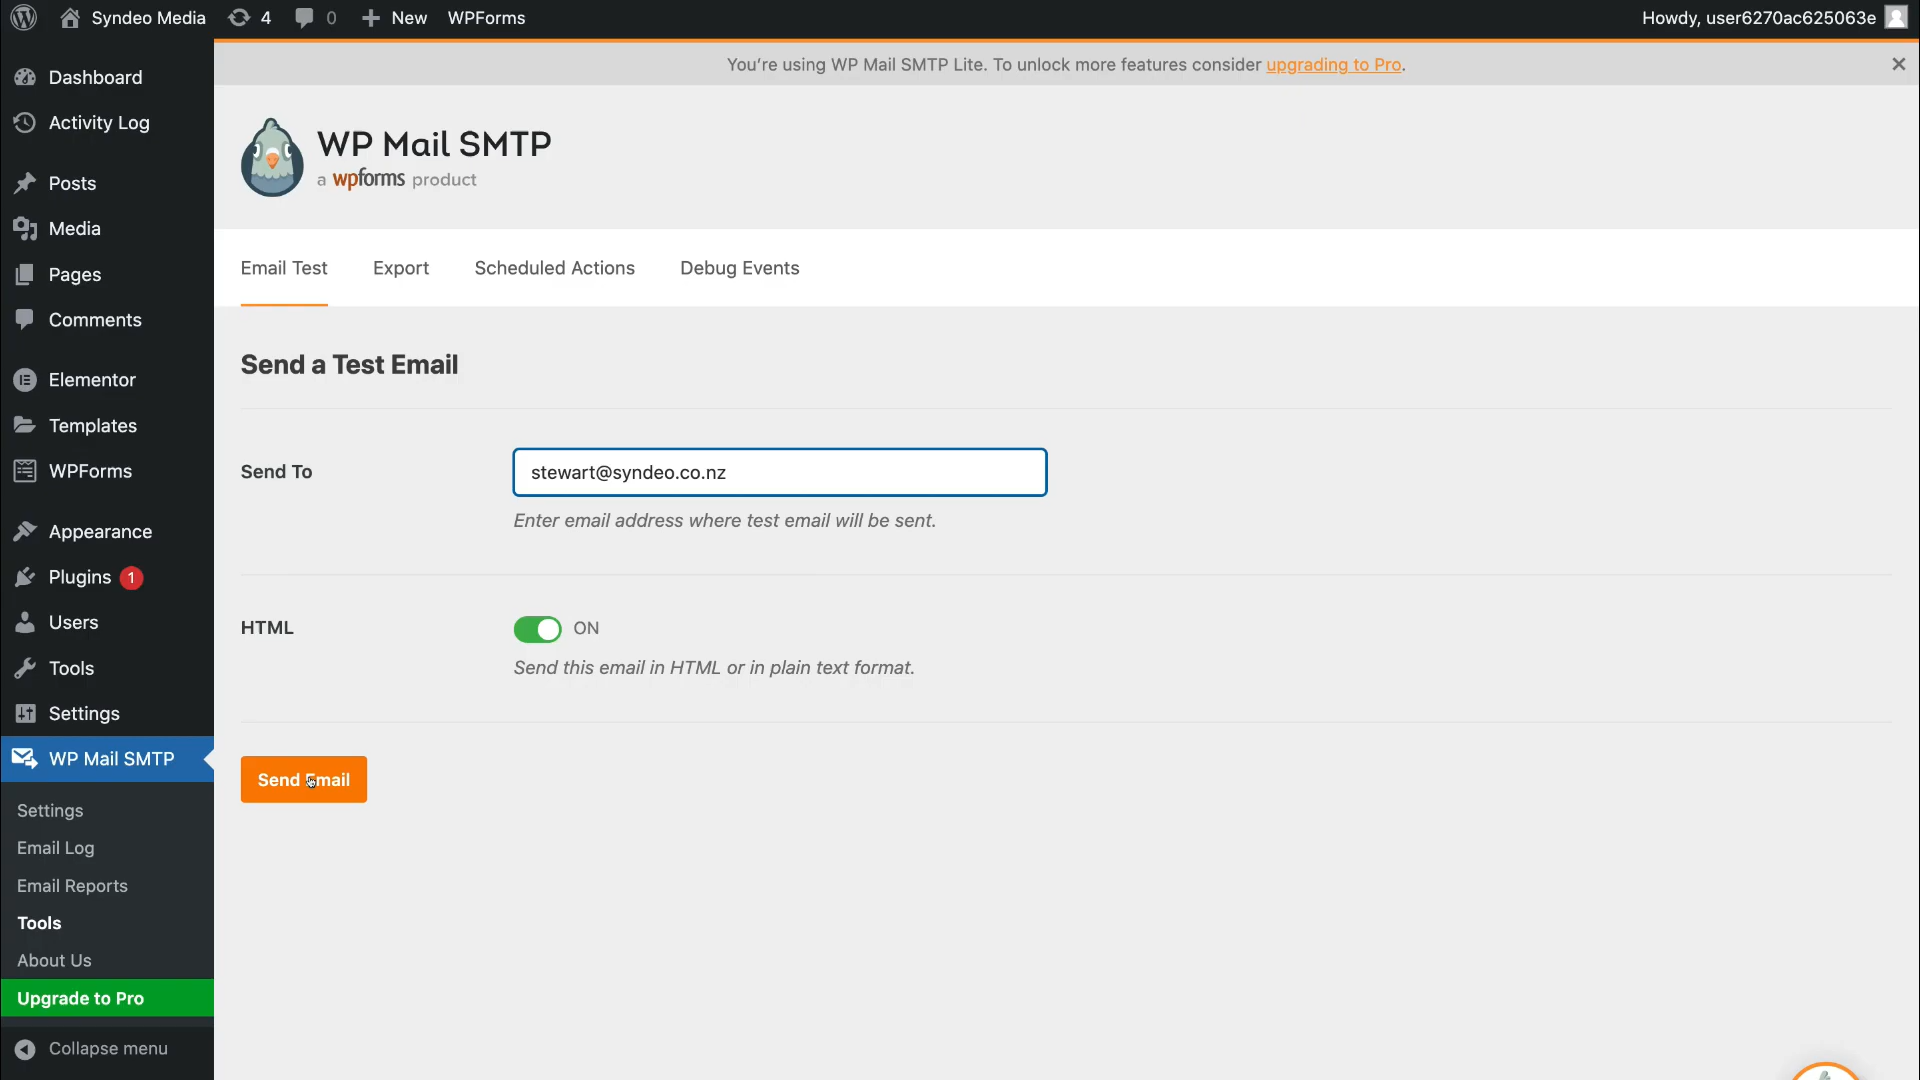 Syndeo Media 4 0 New WPForms Howdy, user6270ac625063e
You're using WP Mail SMTP Lite. To unlock more features consider upgrading to Pro.
Dashboard
Activity Log
Posts
Media
Pages
Comments
Elementor
Templates
WPForms
Appearance
Plugins 1
Users
Tools
Settings
WP Mail SMTP
Settings
Email Log
Email Reports
Tools
About Us
Upgrade to Pro
Collapse menu
WP Mail SMTP
a wpforms product
Email Test Export Scheduled Actions Debug Events
Send a Test Email
Send To stewart@syndeo.co.nz
Enter email address where test email will be sent.
HTML ON
Send this email in HTML or in plain text format.
Send Email